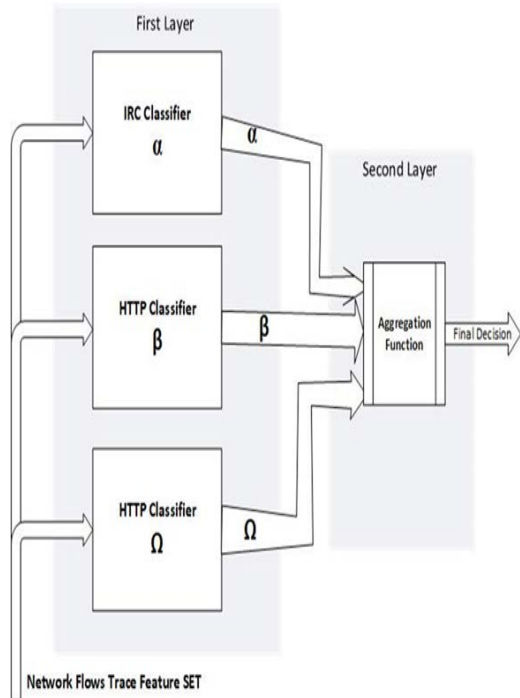 First Layer
IRC Classifier
α
α
Second Layer
HTTP Classifier
β
β
Aggregation
Function
Final Decision
HTTP Classifier
Ω
Ω
Network Flows Trace Feature SET